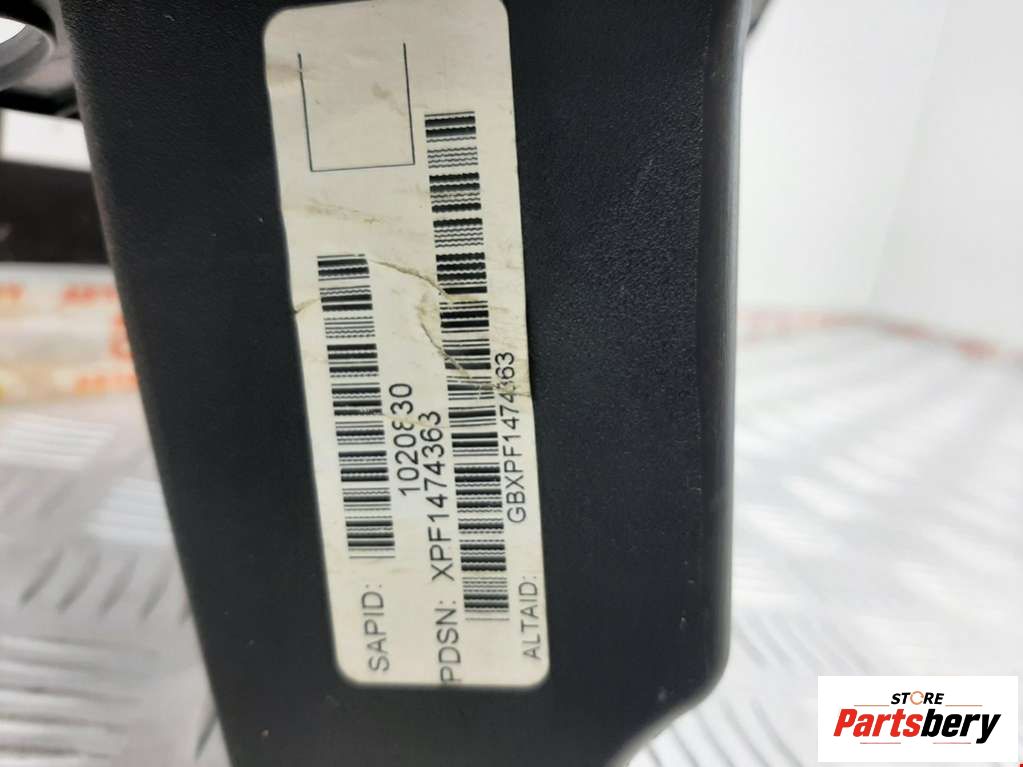 SAPID:
1020830
PDSN: XPF1474363
GBXPF1474363
ALTAID:
STORE
Partsbery